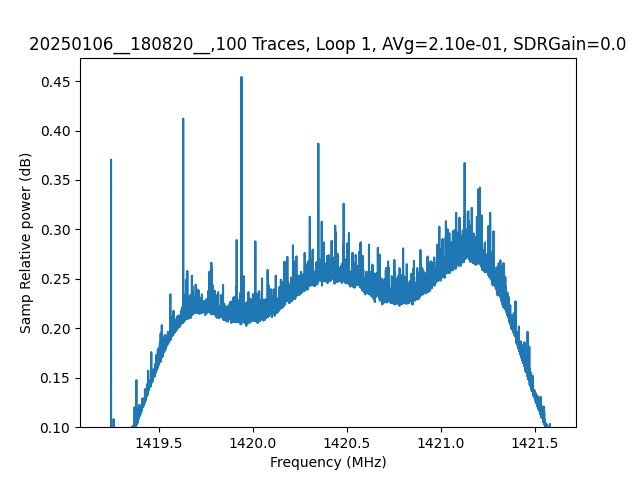 20250106__180820__,100 Traces, Loop 1, AVg=2.10e-01, SDRGain=0.0
Samp Relative power (dB)
0.45
0.40
0.35
0.30
0.25
0.20
0.15
0.10
1419.5 1420.0 1420.5 1421.0 1421.5
Frequency (MHz)